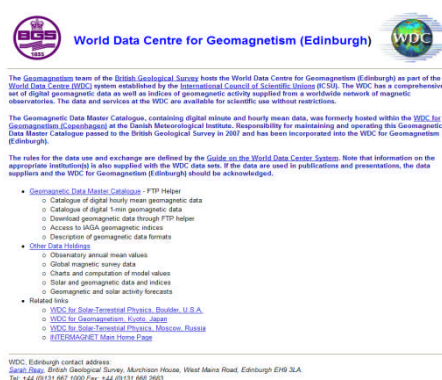 BGS
1835
World Data Centre for Geomagnetism (Edinburgh)
WDC
The Geomagnetism team of the British Geological Survey hosts the World Data Centre for Geomagnetism (Edinburgh) as part of the
World Data Centre (WDC) system established by the International Council of Scientific Unions (ICSU). The WDC has a comprehensive
set of digital geomagnetic data as well as indices of geomagnetic activity supplied from a worldwide network of magnetic
observatories. The data and services at the WDC are available for scientific use without restrictions.
The Geomagnetic Data Master Catalogue, containing digital minute and hourly mean data, was formerly hosted within the WDC for
Geomagnetism (Copenhagen) at the Danish Meteorological Institute. Responsibility for maintaining and operating this Geomagnetic
Data Master Catalogue passed to the British Geological Survey in 2007 and has been incorporated into the WDC for Geomagnetism
(Edinburgh).
The rules for the data use and exchange are defined by the Guide on the World Data Center System. Note that information on the
appropriate institution(s) is also supplied with the WDC data sets. If the data are used in publications and presentations, the data
suppliers and the WDC for Geomagnetism (Edinburgh) should be acknowledged.
• Geomagnetic Data Master Catalogue - FTP Helper
o Catalogue of digital hourly mean geomagnetic data
o Catalogue of digital 1-min geomagnetic data
o Download geomagnetic data through FTP helper
o Access to IAGA geomagnetic indices
o Description of geomagnetic data formats
• Other Data Holdings
o Observatory annual mean values
o Global magnetic survey data
o Charts and computation of model values
o Solar and geomagnetic data and indices
o Geomagnetic and solar activity forecasts
• Related links
o WDC for Solar-Terrestrial Physics, Boulder, U.S.A.
o WDC for Geomagnetism, Kyoto, Japan
o WDC for Solar-Terrestrial Physics, Moscow, Russia
o INTERMAGNET Main Home Page
WDC, Edinburgh contact address:
Sarah Reay, British Geological Survey, Murchison House, West Mains Road, Edinburgh EH9 3LA.
Tel: +44 (0)131 667 1000 Fax: +44 (0)131 668 2683